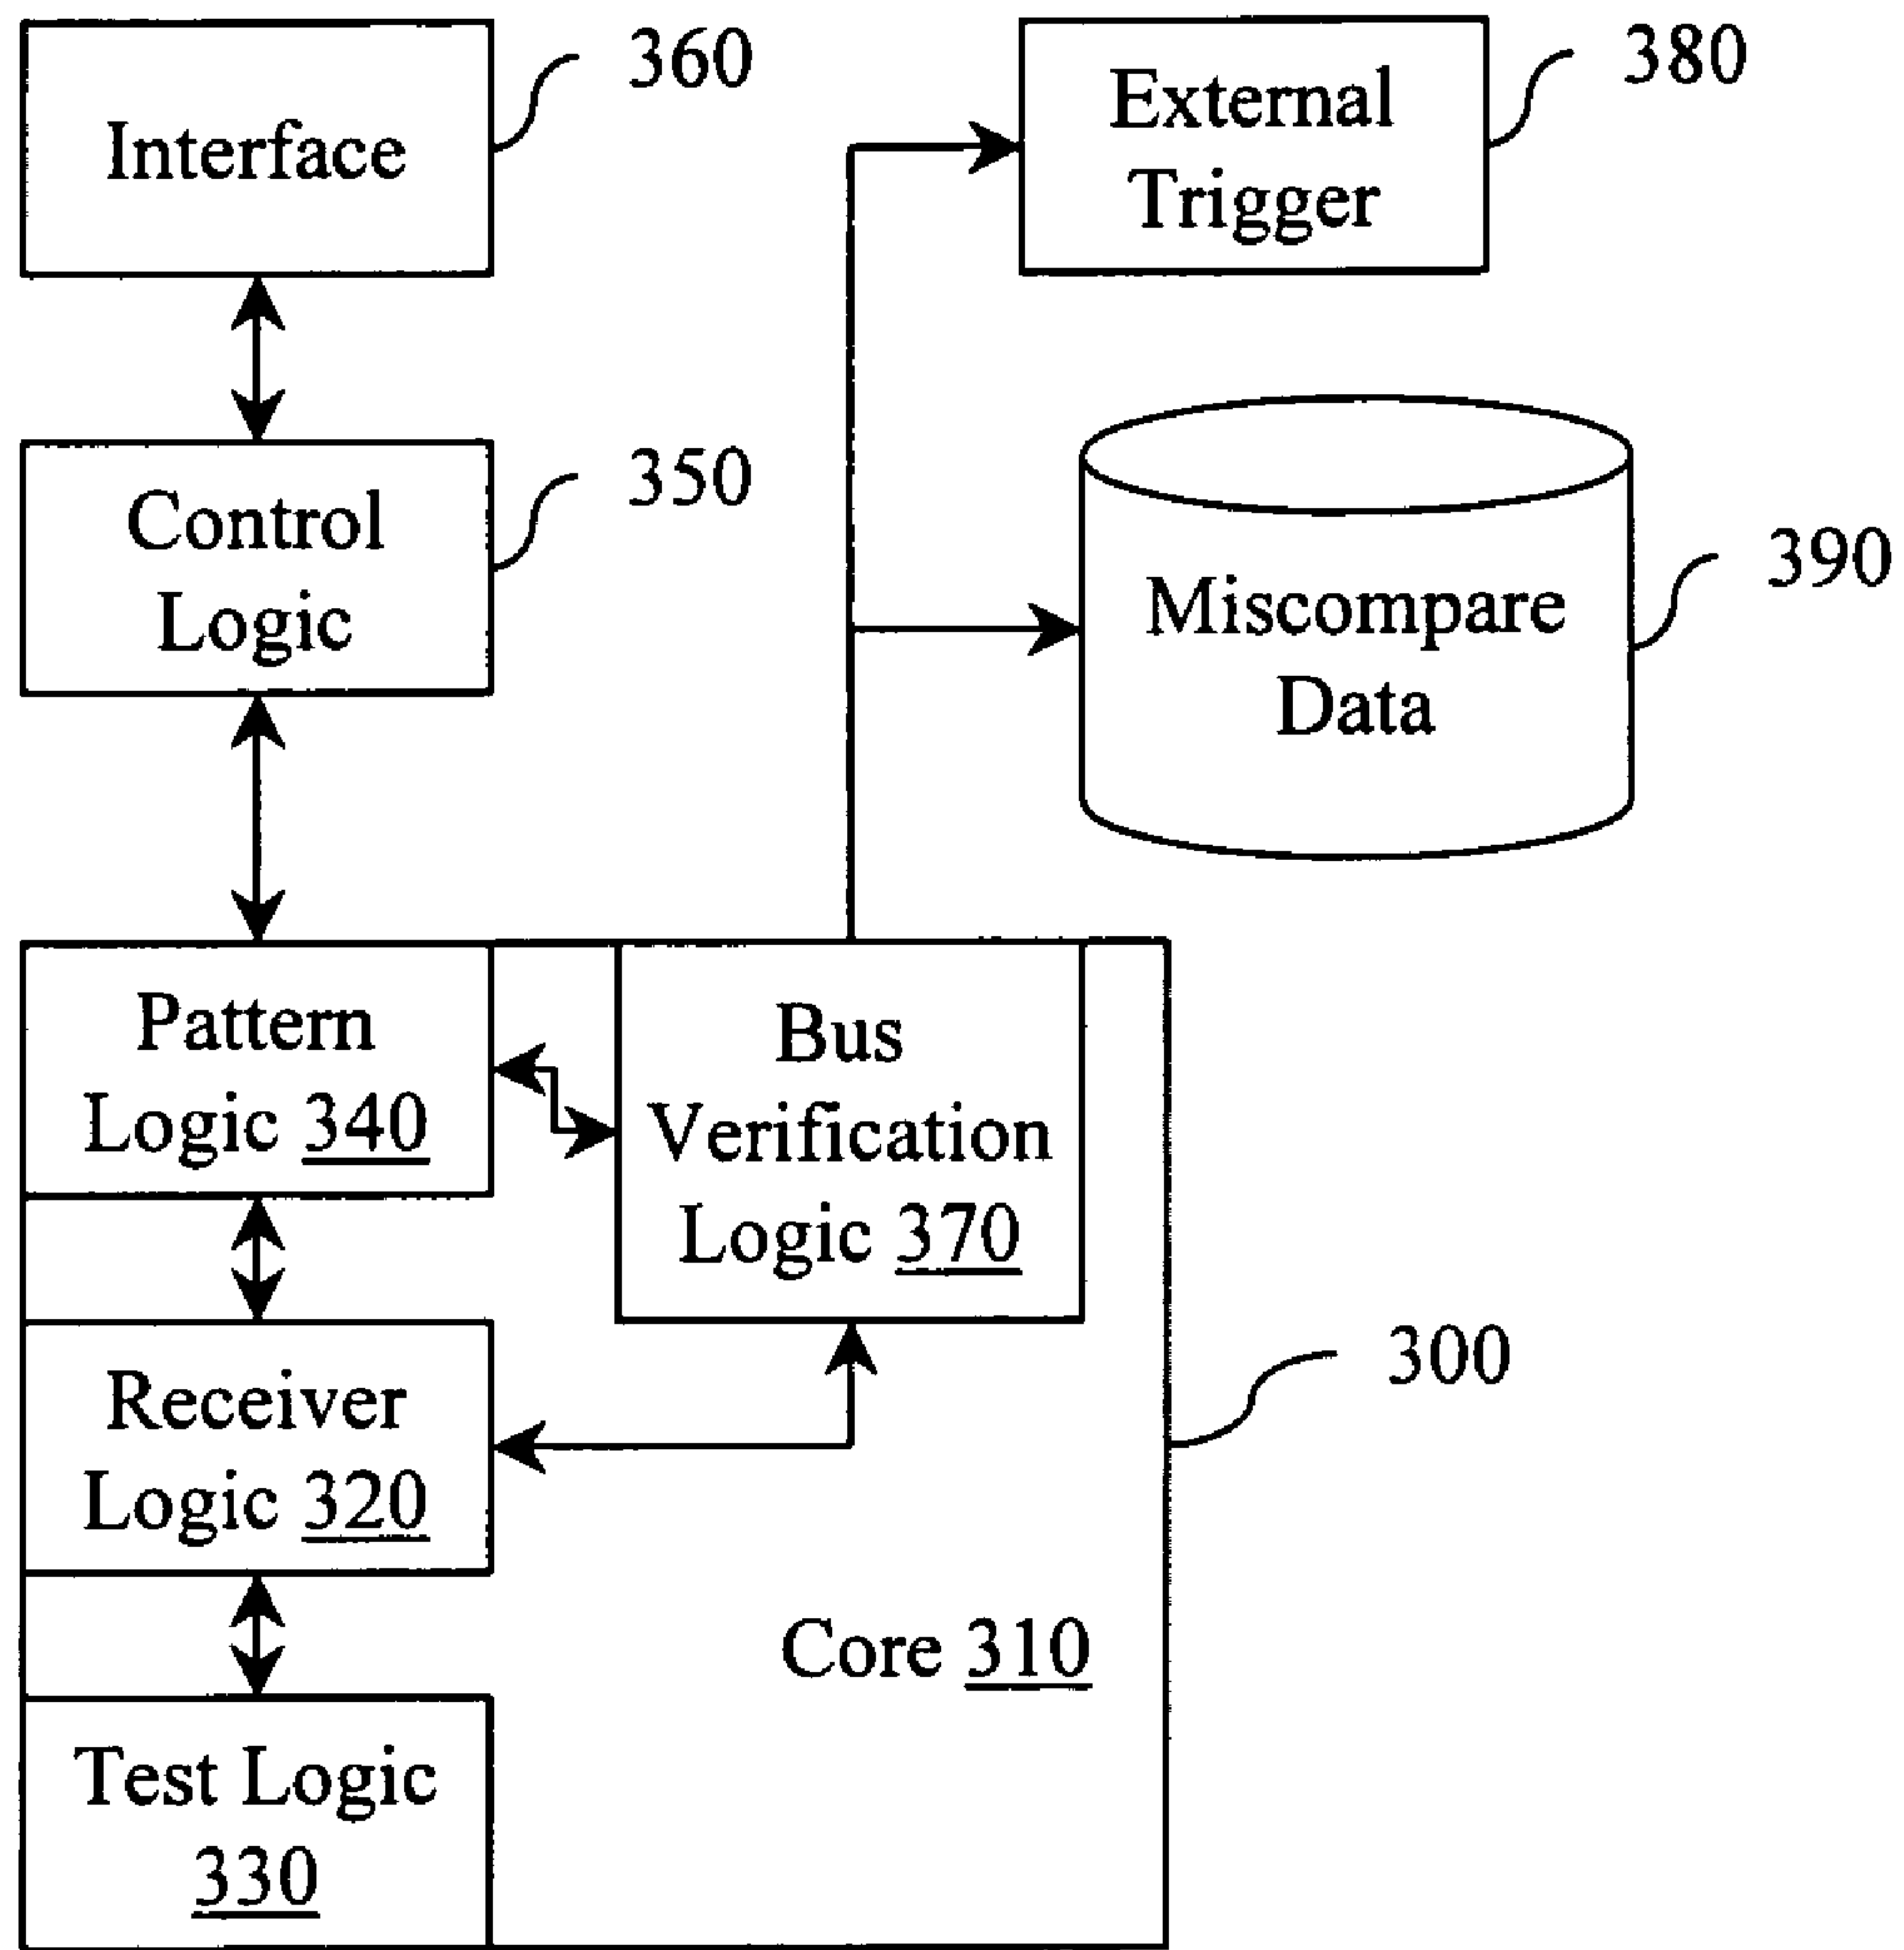 360
Interface
380
External
Trigger
350
Control
Logic
390
Miscompare
Data
Pattern
Logic 340
Bus
Verification
Logic 370
300
Receiver
Logic 320
Core 310
Test Logic
330